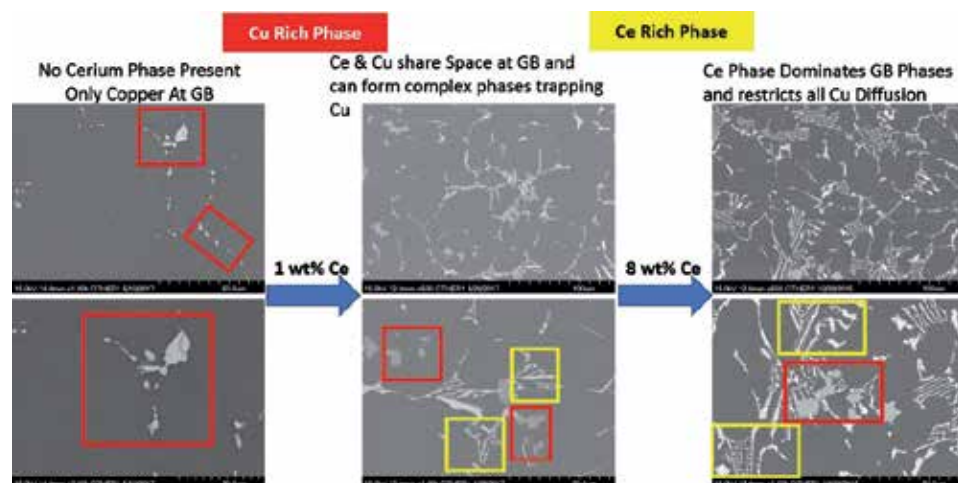 Cu Rich Phase
Ce Rich Phase
No Cerium Phase Present
Only Copper At GB
Ce & Cu share Space at GB and
can form complex phases trapping
Cu
Ce Phase Dominates GB Phases
and restricts all Cu Diffusion
1 wt% Ce
8 wt% Ce